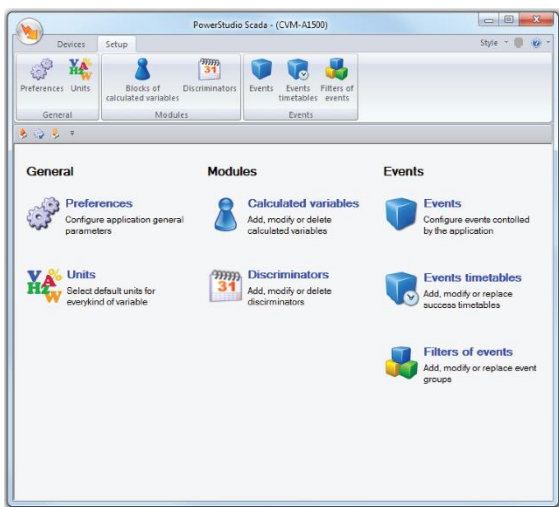 PowerStudio Scada - (CVM-A1500)
Devices Setup Style
Preferences Units Blocks of calculated variables Discriminators Events Events timetables Filters of events
General Modules Events
General Modules Events
Preferences
Configure application general
parameters
Calculated variables
Add, modify or delete
calculated variables
Events
Configure events contolled
by the application
Units
Select default units for
everykind of variable
Discriminators
Add, modify or delete
discirminators
Events timetables
Add, modify or replace
success timetables
Filters of events
Add, modify or replace event
groups